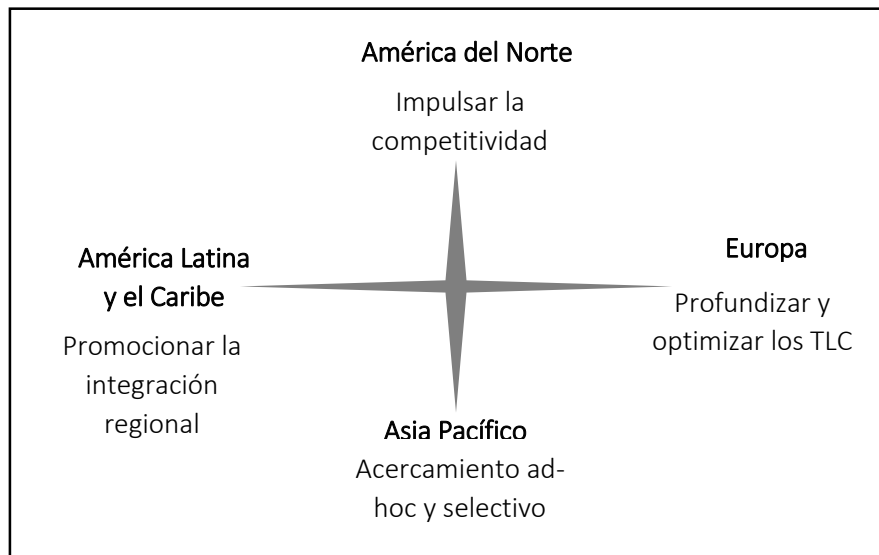 América del Norte
Impulsar la
competitividad
América Latina
y el Caribe
Promocionar la
integración
regional
Europa
Profundizar y
optimizar los TLC
Asia Pacífico
Acercamiento ad-
hoc y selectivo